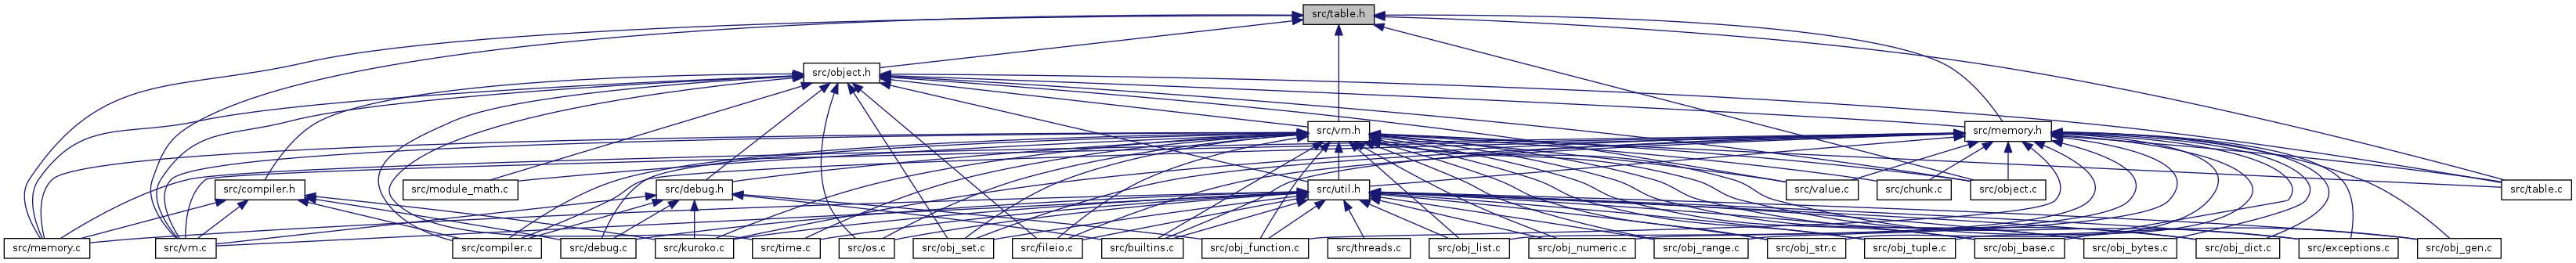 src/table.h
src/object.h
src/vm.h
src/memory.h
src/compiler.h
src/module_math.c
src/debug.h
src/util.h
src/value.c
src/chunk.c
src/object.c
src/table.c
src/memory.c
src/vm.c
src/compiler.c
src/debug.c
src/kuroko.c
src/time.c
src/os.c
src/obj_set.c
src/fileio.c
src/builtins.c
src/obj_function.c
src/threads.c
src/obj_list.c
src/obj_numeric.c
src/obj_range.c
src/obj_str.c
src/obj_tuple.c
src/obj_base.c
src/obj_bytes.c
src/obj_dict.c
src/exceptions.c
src/obj_gen.c